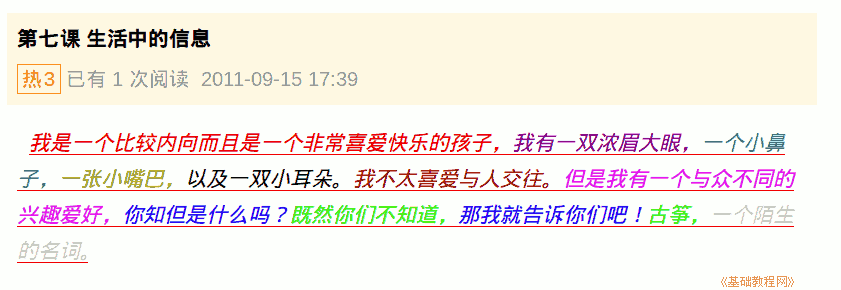 第七课 生活中的信息
热3 已有 1 次阅读 2011-09-15 17:39
我是一个比较内向而且是一个非常喜爱快乐的孩子，我有一双浓眉大眼，一个小鼻
子，一张小嘴巴，以及一双小耳朵。我不太喜爱与人交往。但是我有一个与众不同的
兴趣爱好，你知但是什么吗？既然你们不知道，那我就告诉你们吧！古筝，一个陌生
的名词。
《基础教程网》